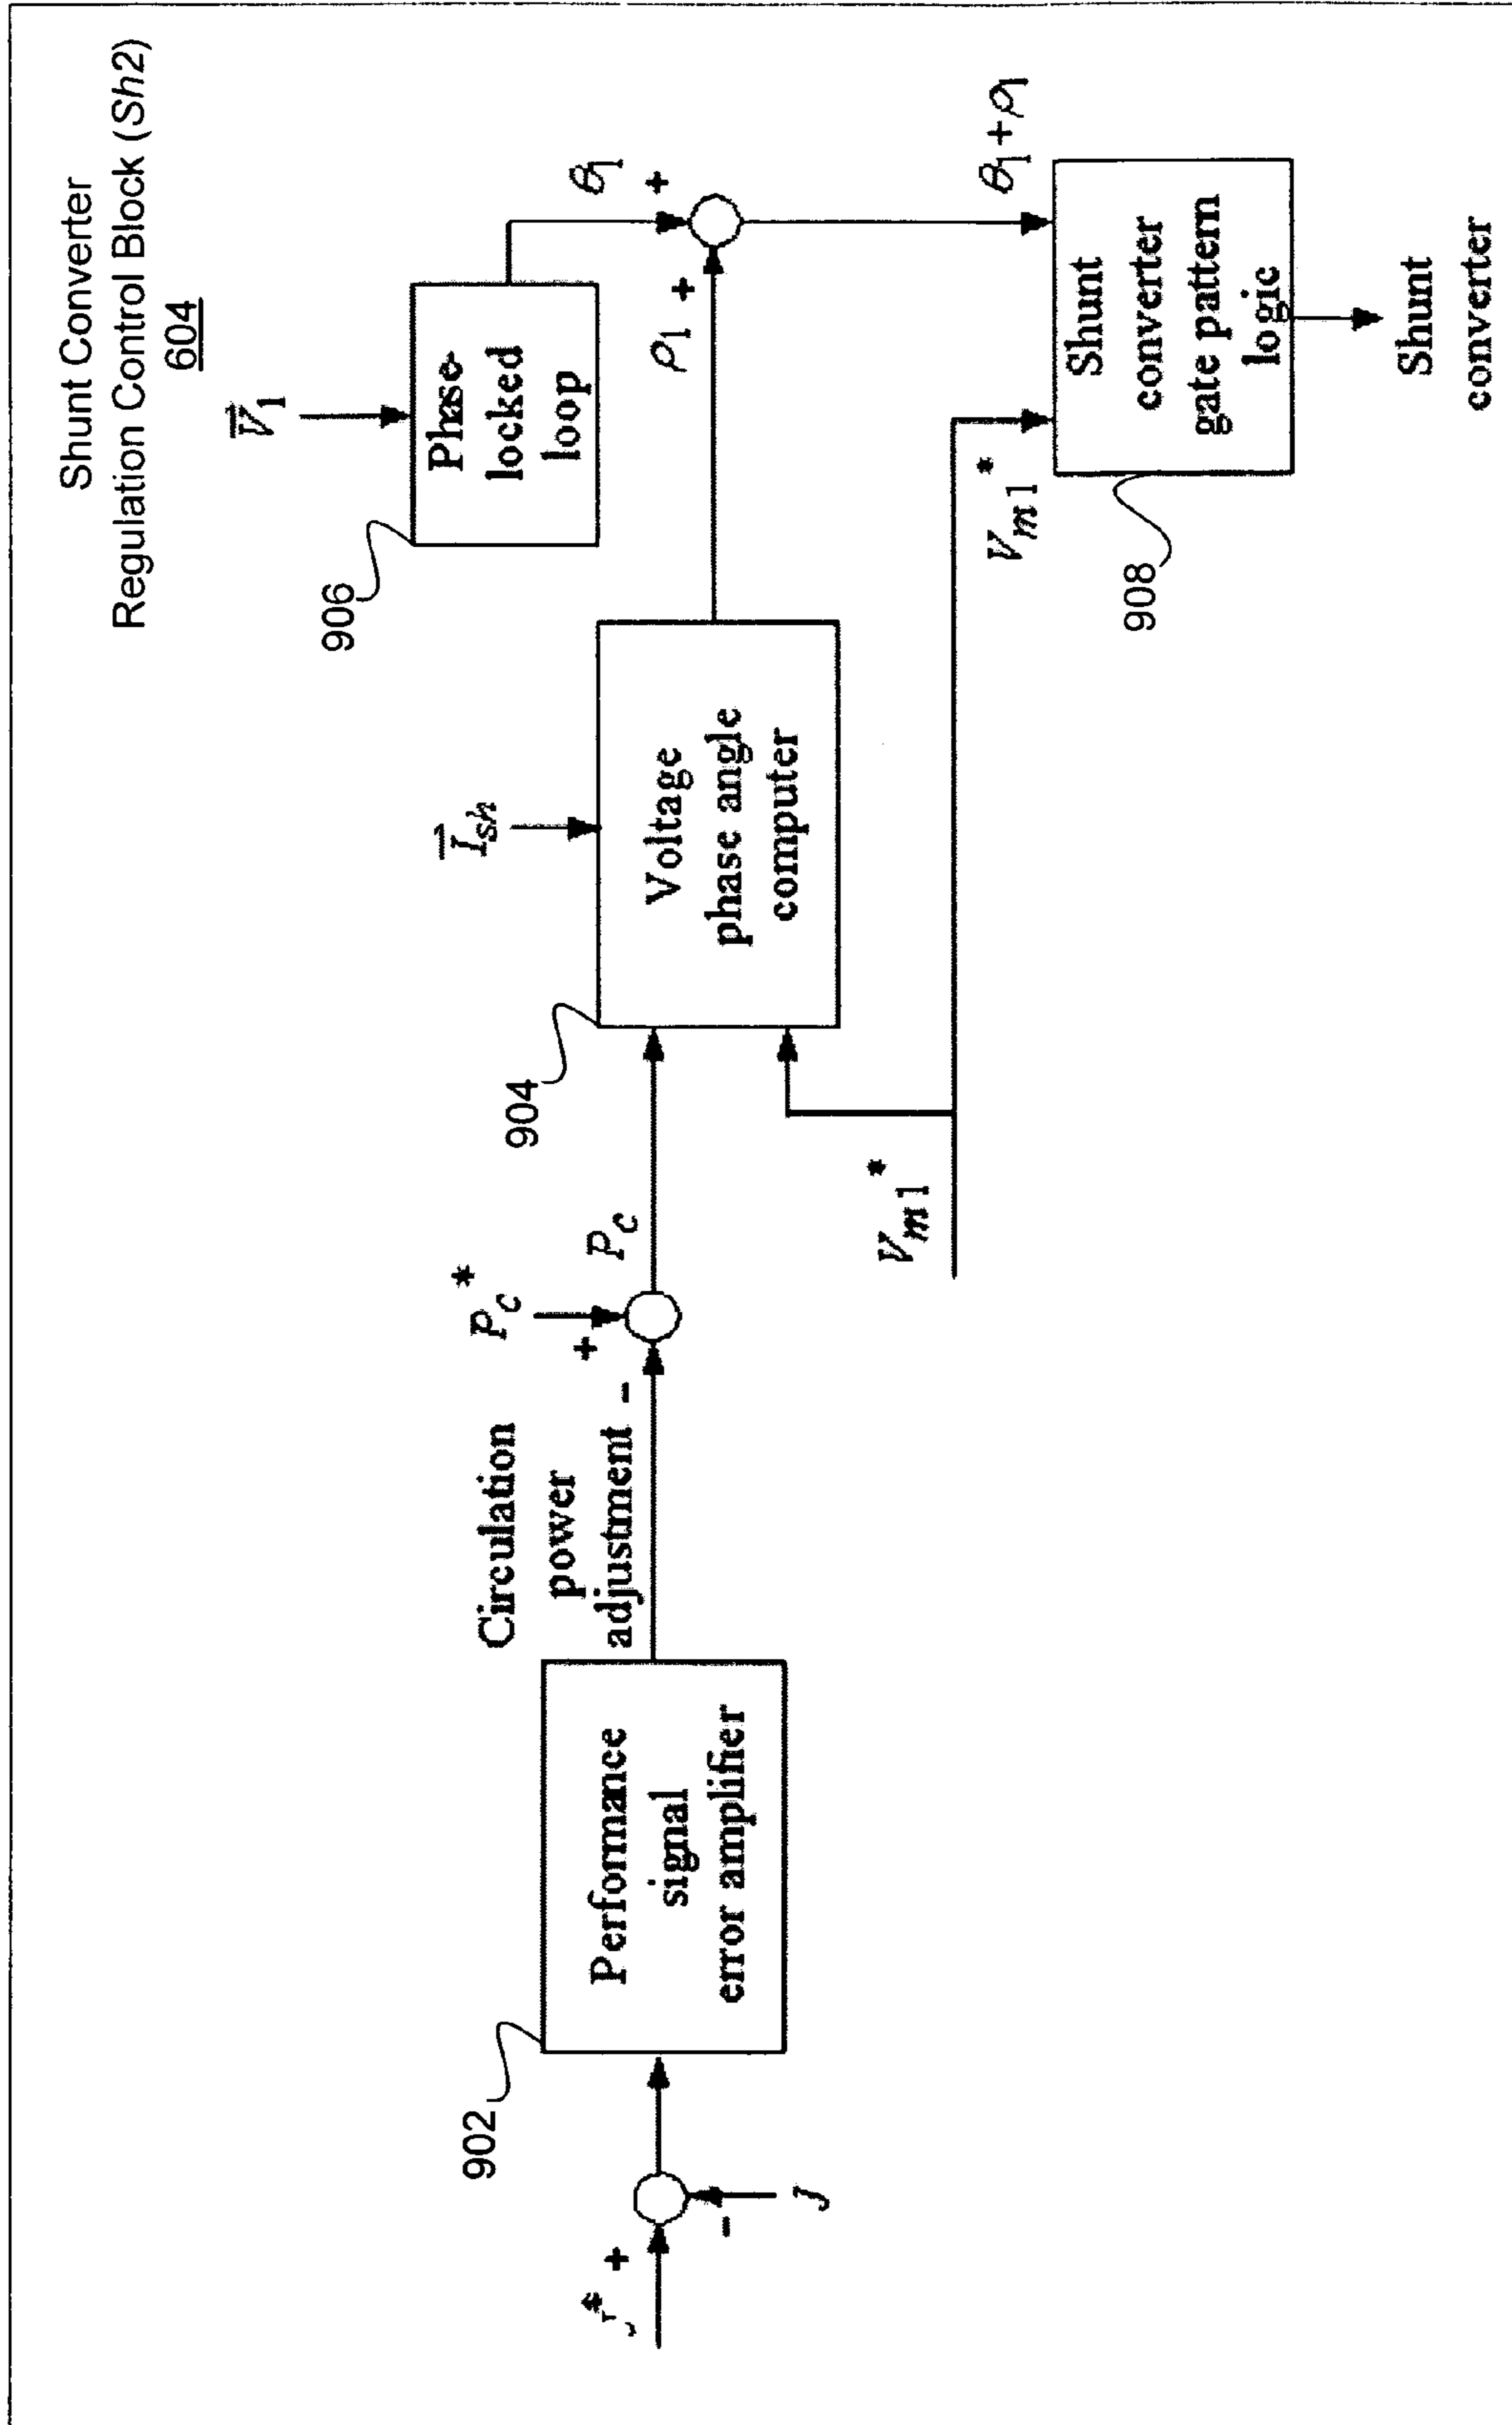 Shunt Converter
Regulation Control Block (Sh2)
604
V̅1
906
Phase-
locked
loop
θ1
+
ρ1
+
θ1+ρ1
I̅sh
904
Voltage
phase angle
computer
Pc*
+
Pc
Circulation
power
adjustment
-
902
Performance
signal
error amplifier
J*
+
-
J
Vm1*
Vm1*
908
Shunt
converter
gate pattern
logic
Shunt
converter